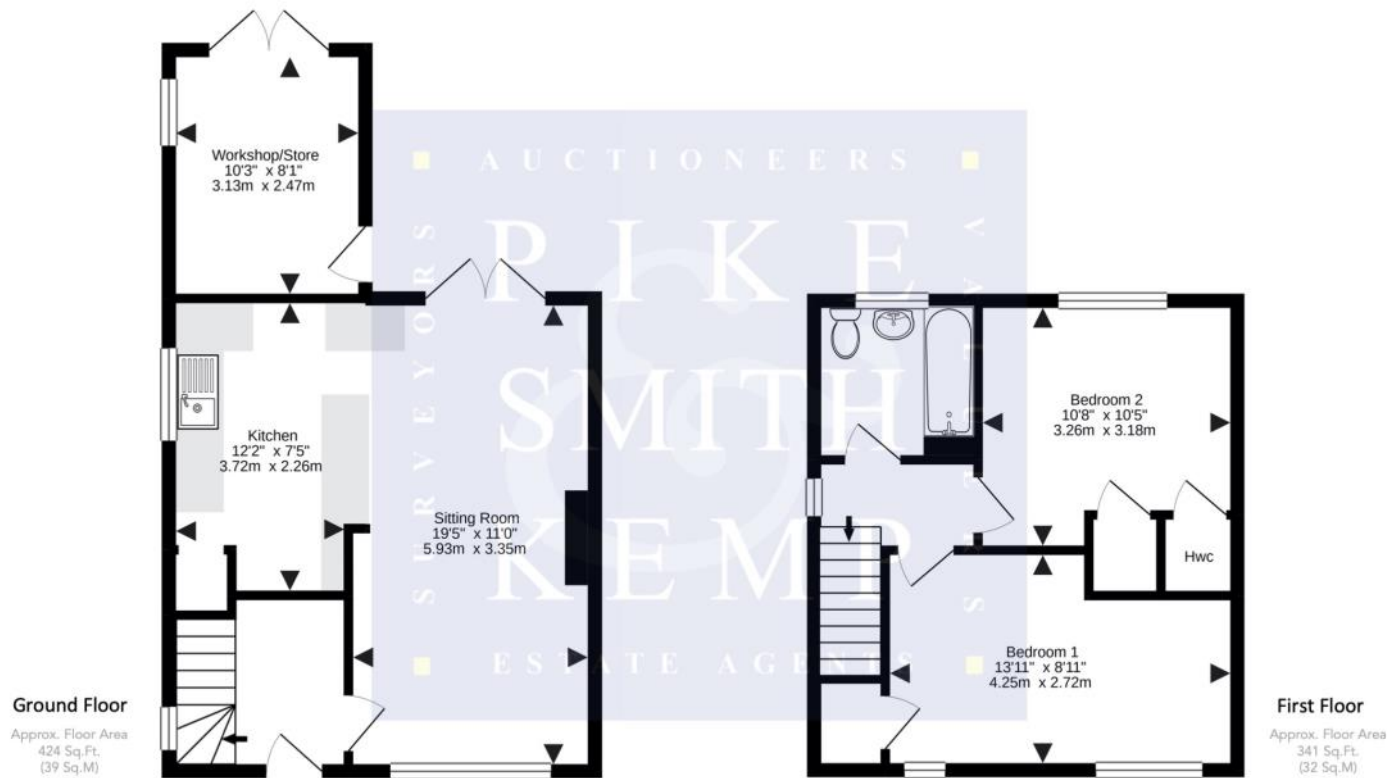 Workshop/Store
10'3" x 8'1"
3.13m x 2.47m
AUCTIONEERS
SURVEYORS
PIKE
&
SMITH
KEMP
ESTATE AGENTS
Kitchen
12'2" x 7'5"
3.72m x 2.26m
Sitting Room
19'5" x 11'0"
5.93m x 3.35m
Ground Floor
Approx. Floor Area
424 Sq.Ft.
(39 Sq.M)
Bedroom 2
10'8" x 10'5"
3.26m x 3.18m
Hwc
Bedroom 1
13'11" x 8'11"
4.25m x 2.72m
First Floor
Approx. Floor Area
341 Sq.Ft.
(32 Sq.M)